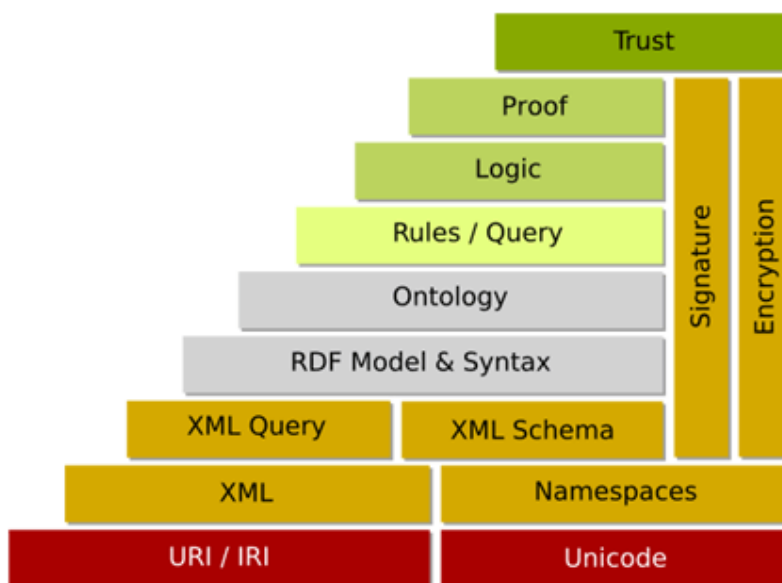 Trust
Proof
Logic
Rules / Query
Ontology
RDF Model & Syntax
Signature
Encryption
XML Query
XML Schema
XML
Namespaces
URI / IRI
Unicode